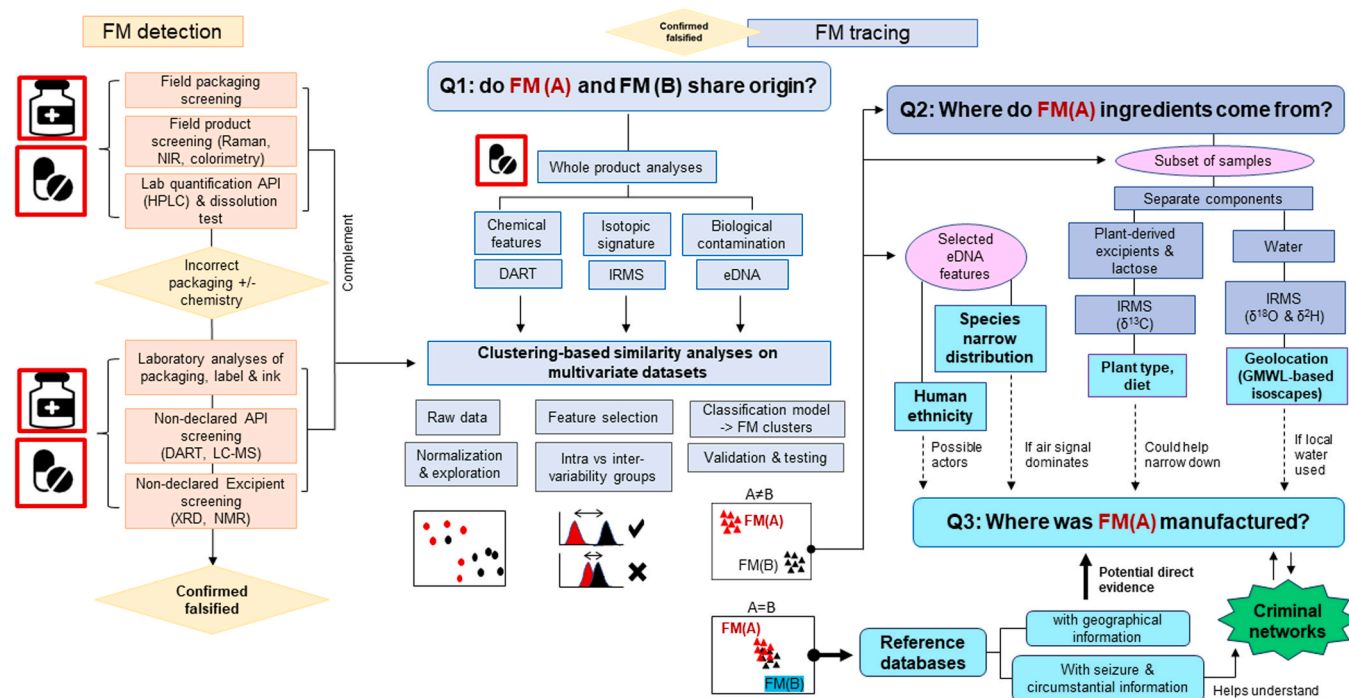 FM detection
Field packaging
screening
Field product
screening (Raman,
NIR, colorimetry)
Lab quantification API
(HPLC) & dissolution
test
Incorrect
packaging +/-
chemistry
Laboratory analyses of
packaging, label & ink
Non-declared API
screening
(DART, LC-MS)
Non-declared Excipient
screening
(XRD, NMR)
Confirmed
falsified
Complement
Confirmed
falsified
FM tracing
Q1: do FM (A) and FM (B) share origin?
Whole product analyses
Chemical
features
Isotopic
signature
Biological
contamination
DART
IRMS
eDNA
Clustering-based similarity analyses on
multivariate datasets
Raw data
Feature selection
Classification model
-> FM clusters
Normalization
& exploration
Intra vs inter-
variability groups
Validation & testing
A≠B
FM(A)
FM(B)
A=B
FM(A)
FM(B)
Q2: Where do FM(A) ingredients come from?
Subset of samples
Separate components
Selected
eDNA
features
Plant-derived
excipients &
lactose
Water
IRMS
(δ¹³C)
IRMS
(δ¹⁸O & δ²H)
Species
narrow
distribution
Human
ethnicity
Plant type,
diet
Geolocation
(GMWL-based
isoscapes)
Possible
actors
If air signal
dominates
Could help
narrow down
If local
water
used
Q3: Where was FM(A) manufactured?
Potential direct
evidence
Reference
databases
with geographical
information
With seizure &
circumstantial information
Criminal
networks
Helps understand